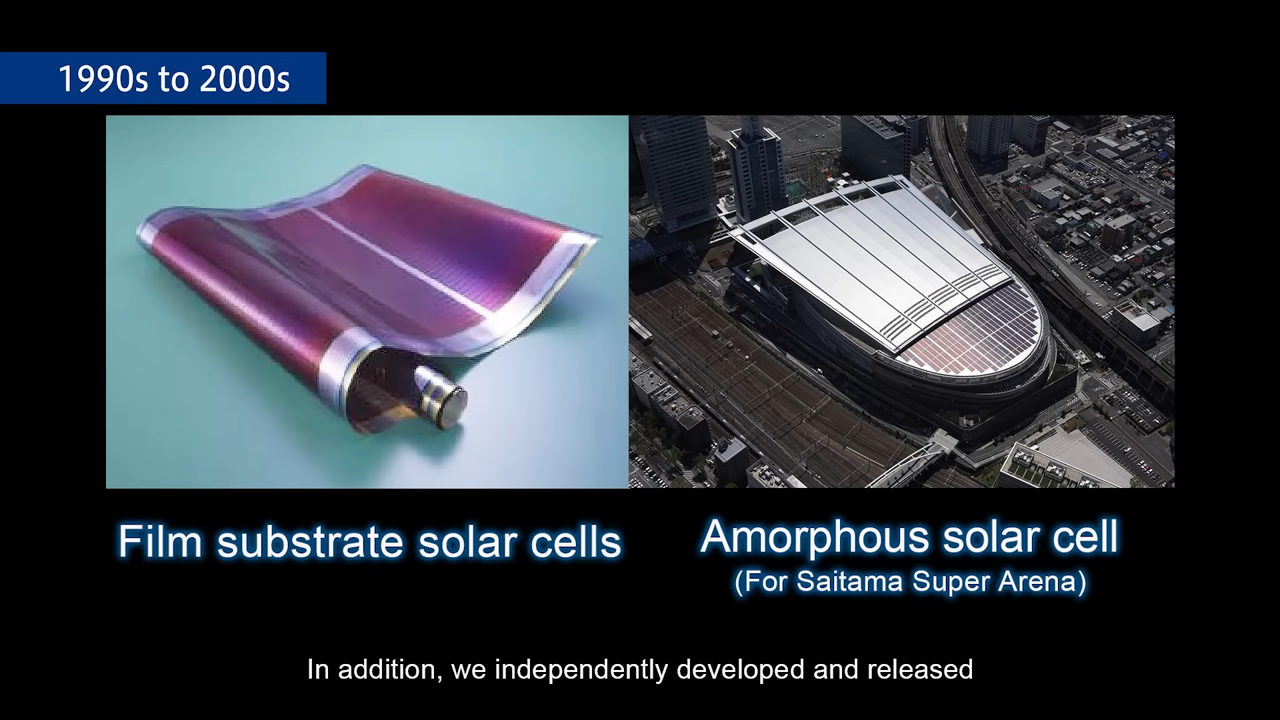 1990s to 2000s
Film substrate solar cells
Amorphous solar cell
(For Saitama Super Arena)
In addition, we independently developed and released